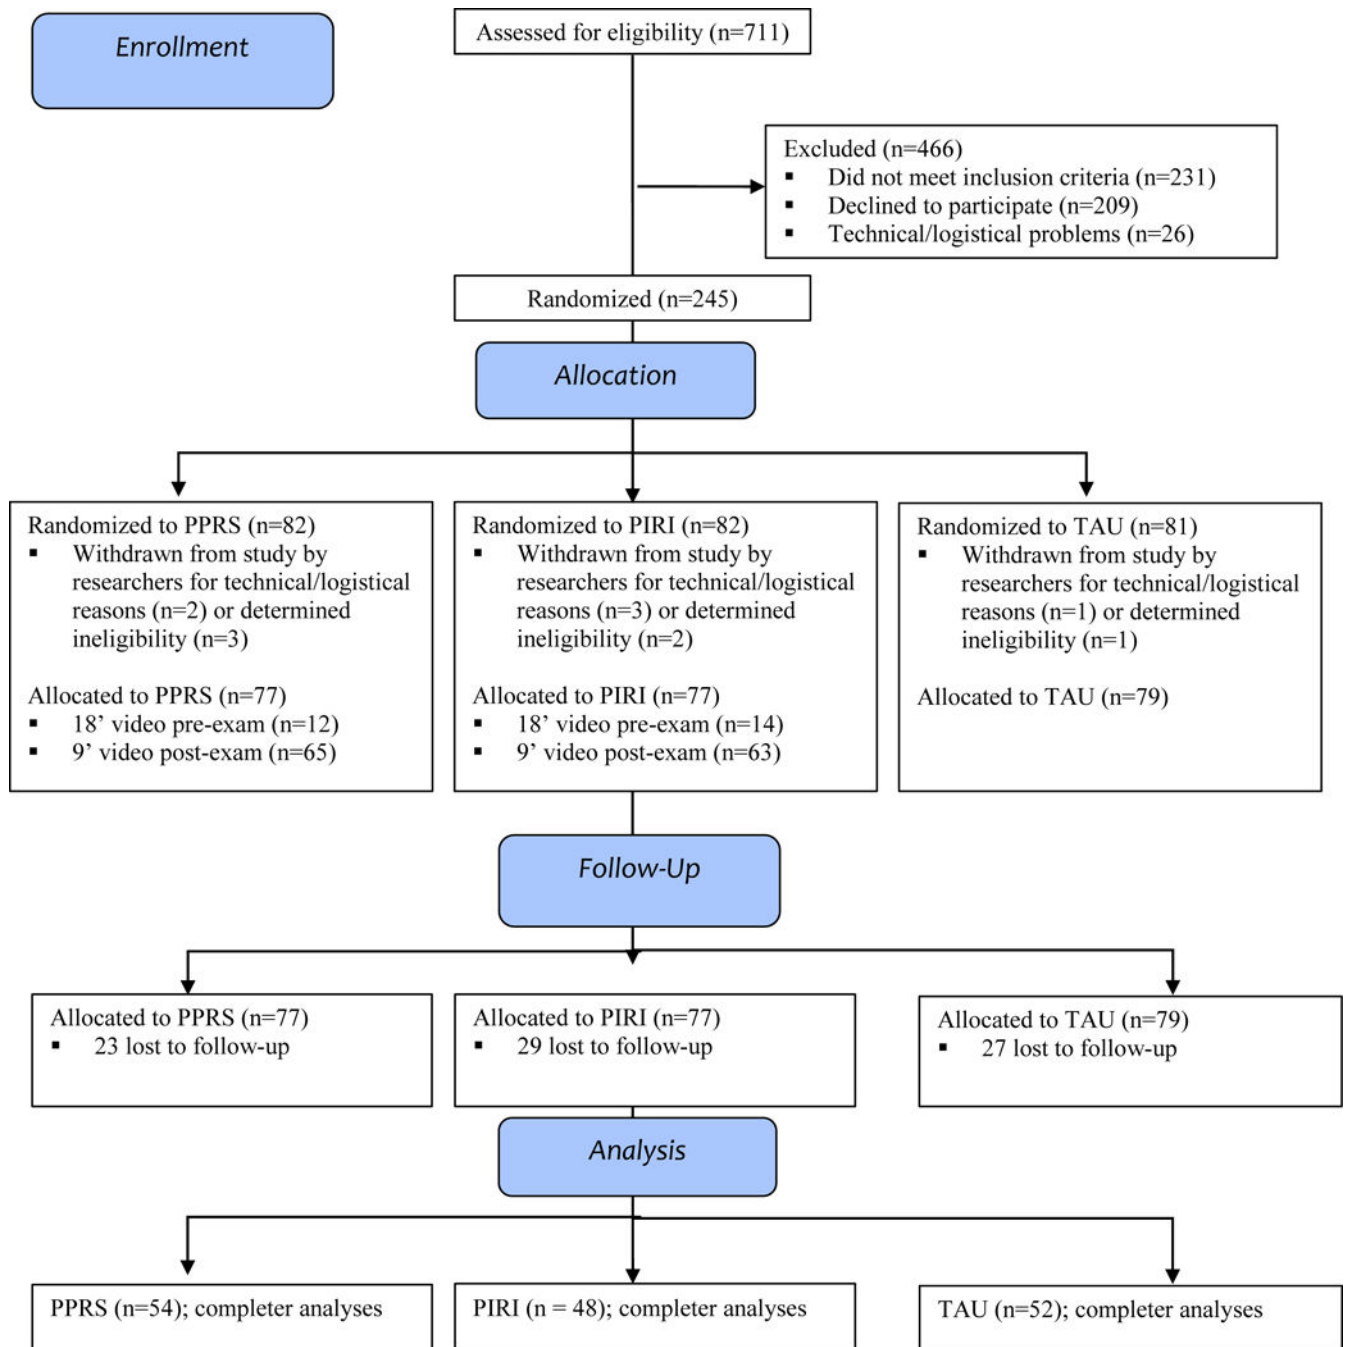 Enrollment
Assessed for eligibility (n=711)
Excluded (n=466)
▪ Did not meet inclusion criteria (n=231)
▪ Declined to participate (n=209)
▪ Technical/logistical problems (n=26)
Randomized (n=245)
Allocation
Randomized to PPRS (n=82)
▪ Withdrawn from study by
researchers for technical/logistical
reasons (n=2) or determined
ineligibility (n=3)
Allocated to PPRS (n=77)
▪ 18’ video pre-exam (n=12)
▪ 9’ video post-exam (n=65)
Randomized to PIRI (n=82)
▪ Withdrawn from study by
researchers for technical/logistical
reasons (n=3) or determined
ineligibility (n=2)
Allocated to PIRI (n=77)
▪ 18’ video pre-exam (n=14)
▪ 9’ video post-exam (n=63)
Randomized to TAU (n=81)
▪ Withdrawn from study by
researchers for technical/logistical
reasons (n=1) or determined
ineligibility (n=1)
Allocated to TAU (n=79)
Follow-Up
Allocated to PPRS (n=77)
▪ 23 lost to follow-up
Allocated to PIRI (n=77)
▪ 29 lost to follow-up
Allocated to TAU (n=79)
▪ 27 lost to follow-up
Analysis
PPRS (n=54); completer analyses
PIRI (n = 48); completer analyses
TAU (n=52); completer analyses